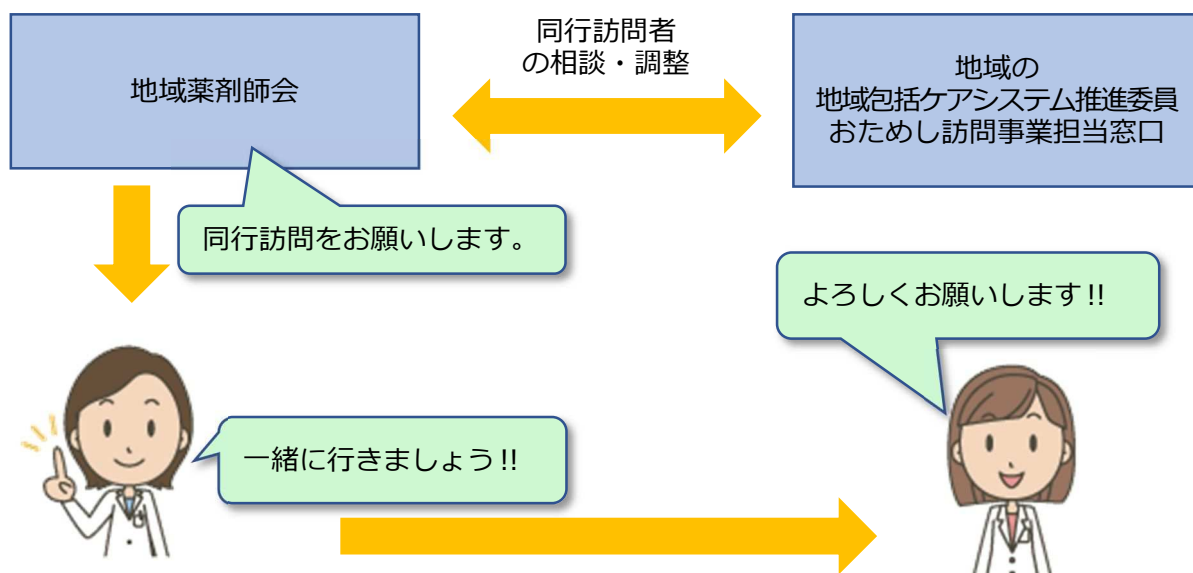 同行訪問者
の相談・調整
地域薬剤師会
地域の
地域包括ケアシステム推進委員
おためし訪問事業担当窓口
同行訪問をお願いします。
よろしくお願いします!!
一緒に行きましょう!!